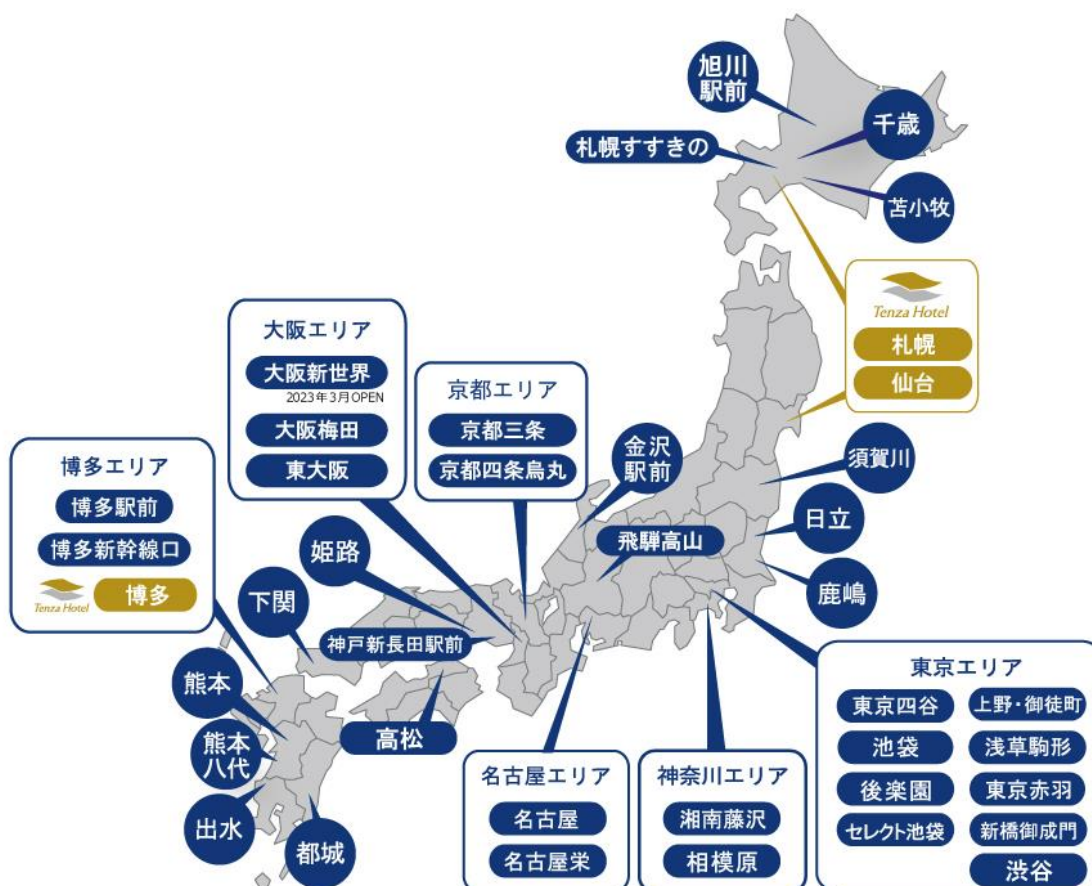 旭川
駅前
千歳
札幌すすきの
苫小牧
Tenza Hotel
札幌
仙台
大阪エリア
大阪新世界
2023年3月OPEN
大阪梅田
東大阪
京都エリア
京都三条
京都四条烏丸
博多エリア
博多駅前
博多新幹線口
Tenza Hotel
博多
金沢
駅前
須賀川
日立
飛騨高山
姫路
鹿嶋
下関
神戸新長田駅前
熊本
高松
熊本
八代
出水
都城
名古屋エリア
名古屋
名古屋栄
神奈川エリア
湘南藤沢
相模原
東京エリア
東京四谷
上野・御徒町
池袋
浅草駒形
後楽園
東京赤羽
セレクト池袋
新橋御成門
渋谷